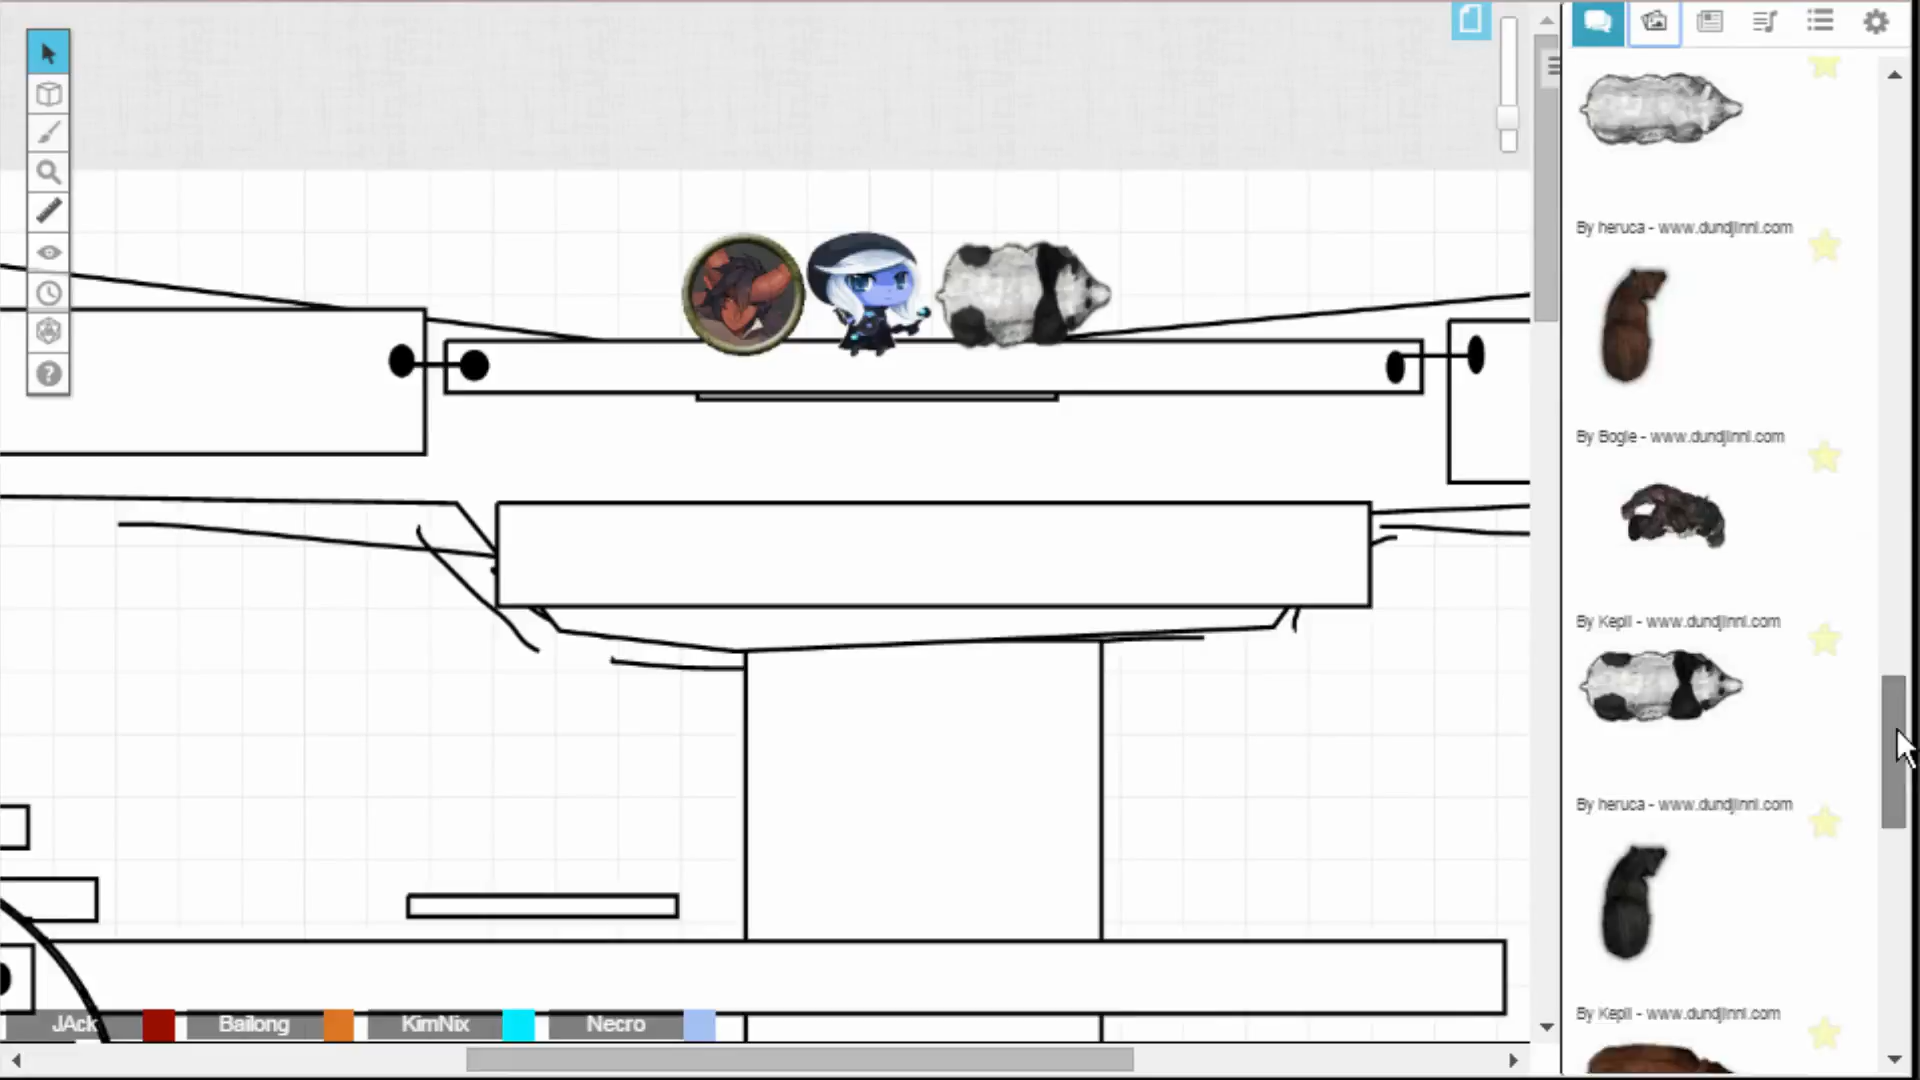 By heruca - www.dundjinni.com
By Bogie - www.dundjinni.com
By Kepli - www.dundjinni.com
By heruca - www.dundjinni.com
By Kepli - www.dundjinni.com
JAck
Bailong
KimNix
Necro